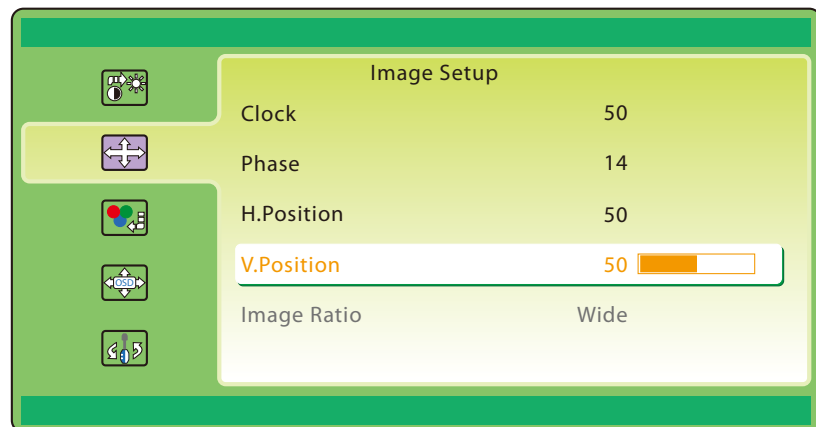 Image Setup
Clock 50
Phase 14
H.Position 50
V.Position 50
OSD
Image Ratio Wide